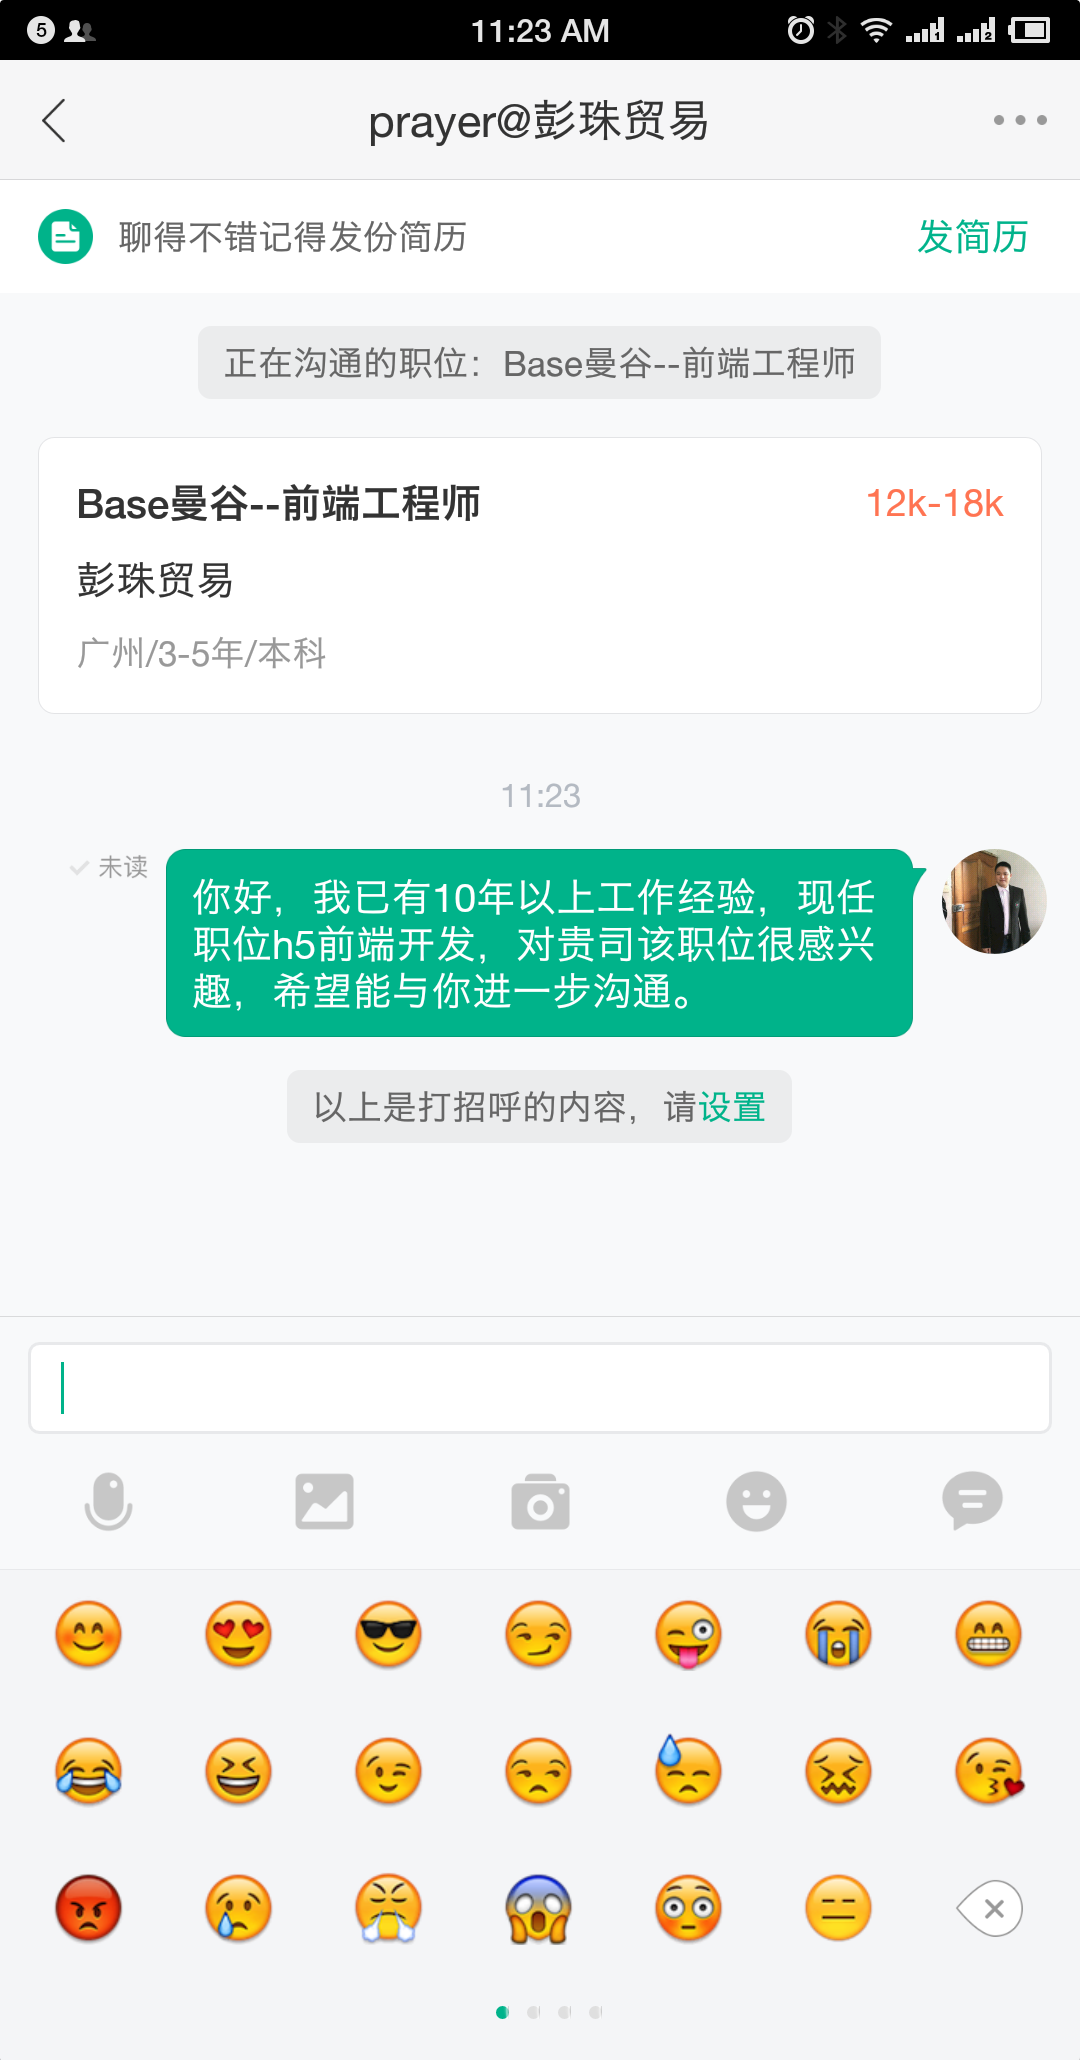 5
11:23 AM
1
2
prayer@彭珠贸易
聊得不错记得发份简历
发简历
正在沟通的职位：Base曼谷--前端工程师
Base曼谷--前端工程师
12k-18k
彭珠贸易
广州/3-5年/本科
11:23
未读
你好，我已有10年以上工作经验，现任
职位h5前端开发，对贵司该职位很感兴
趣，希望能与你进一步沟通。
以上是打招呼的内容，请设置